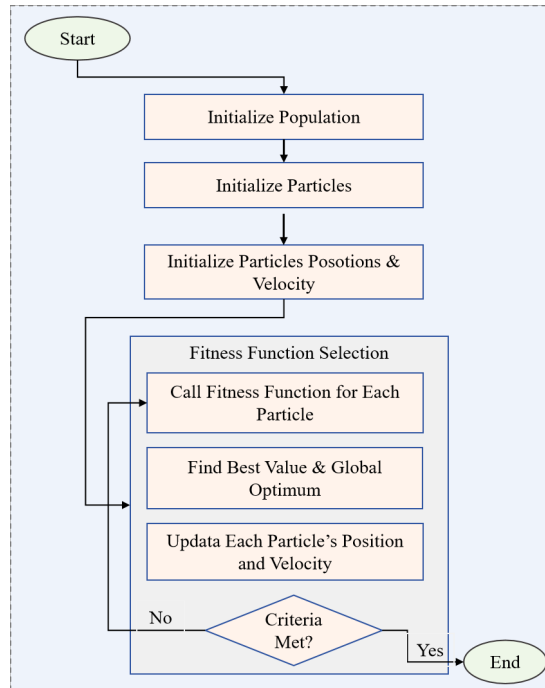 Start
Initialize Population
Initialize Particles
Initialize Particles Posotions &
Velocity
Fitness Function Selection
Call Fitness Function for Each
Particle
Find Best Value & Global
Optimum
Updata Each Particle’s Position
and Velocity
No
Criteria
Met?
Yes
End